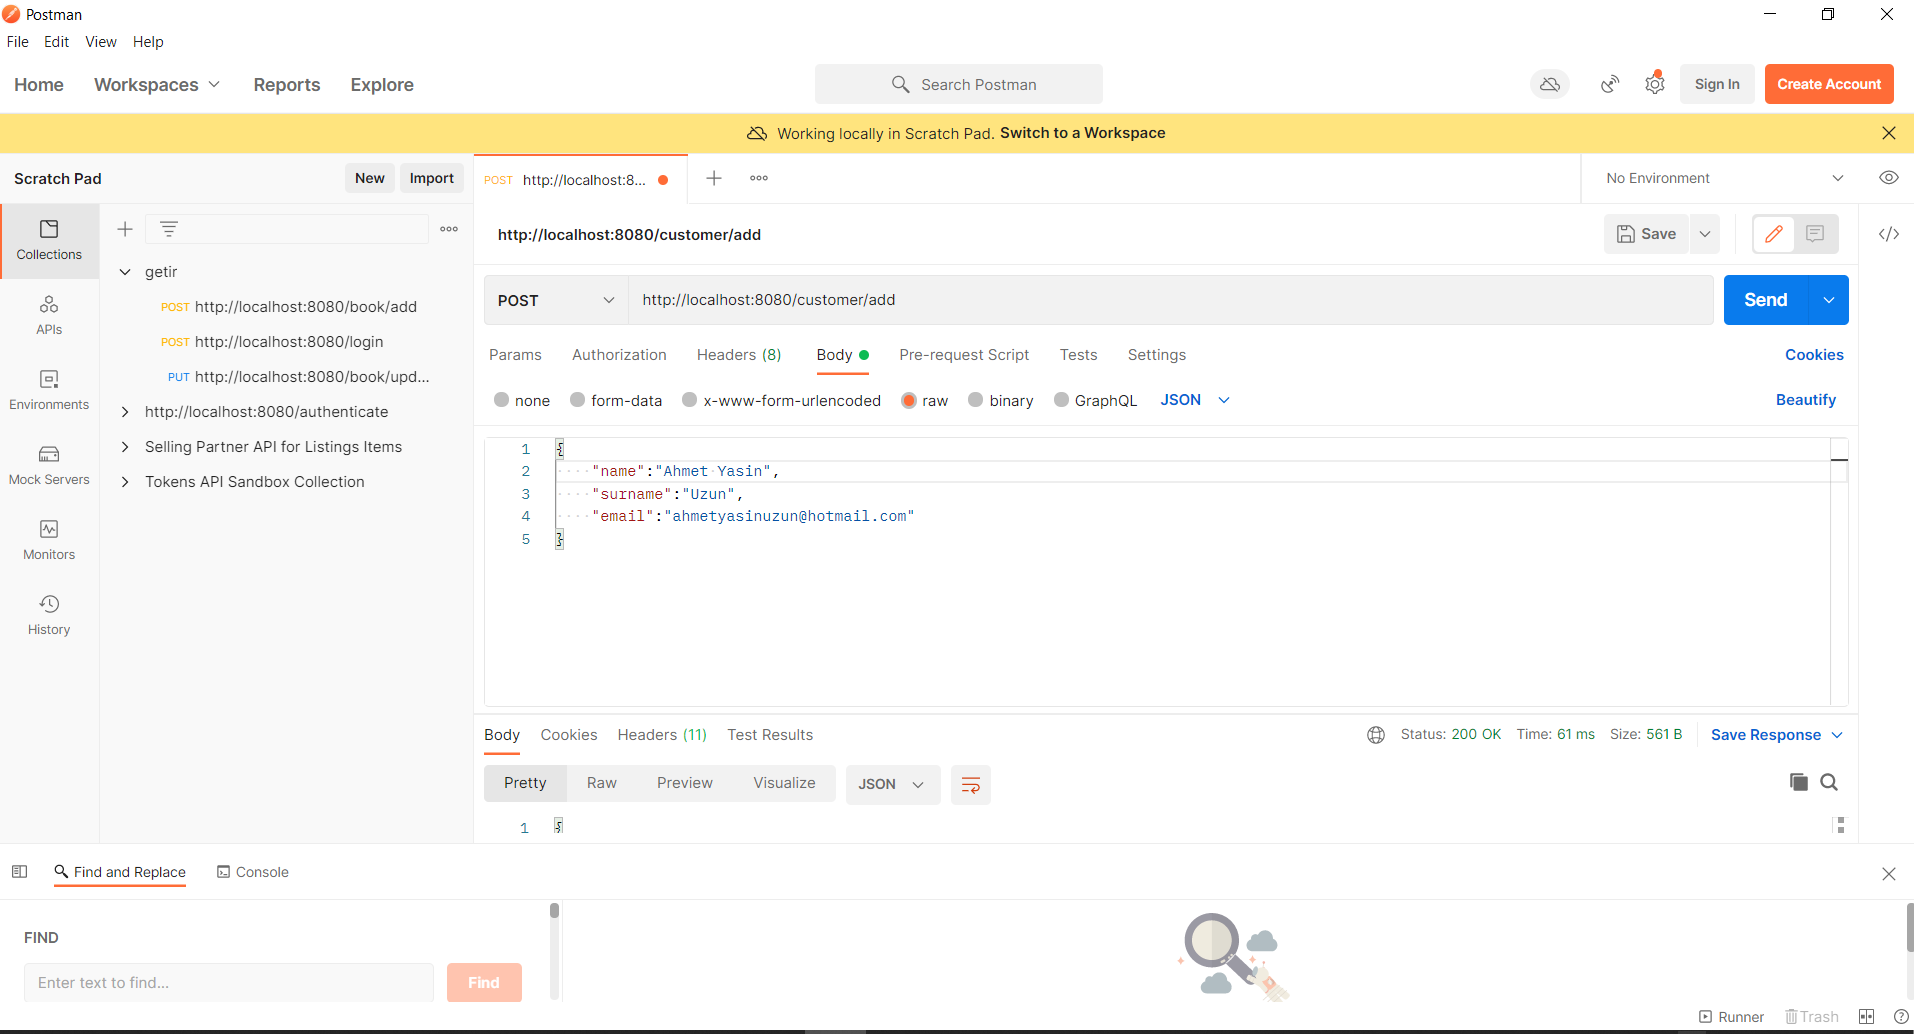 Postman
File Edit View Help
Home Workspaces Reports Explore Search Postman Sign In Create Account
Working locally in Scratch Pad. Switch to a Workspace
Scratch Pad New Import POST http://localhost:8... No Environment
Collections
APIs
Environments
Mock Servers
Monitors
History
getir
POST http://localhost:8080/book/add
POST http://localhost:8080/login
PUT http://localhost:8080/book/upd...
http://localhost:8080/authenticate
Selling Partner API for Listings Items
Tokens API Sandbox Collection
http://localhost:8080/customer/add Save </>
POST http://localhost:8080/customer/add Send
Params Authorization Headers (8) Body Pre-request Script Tests Settings Cookies
none form-data x-www-form-urlencoded raw binary GraphQL JSON Beautify
1 {
2 "name":"Ahmet Yasin",
3 "surname":"Uzun",
4 "email":"ahmetyasinuzun@hotmail.com"
5 }
Body Cookies Headers (11) Test Results Status: 200 OK Time: 61 ms Size: 561 B Save Response
Pretty Raw Preview Visualize JSON
1 {
Find and Replace Console
FIND
Enter text to find... Find
Runner Trash